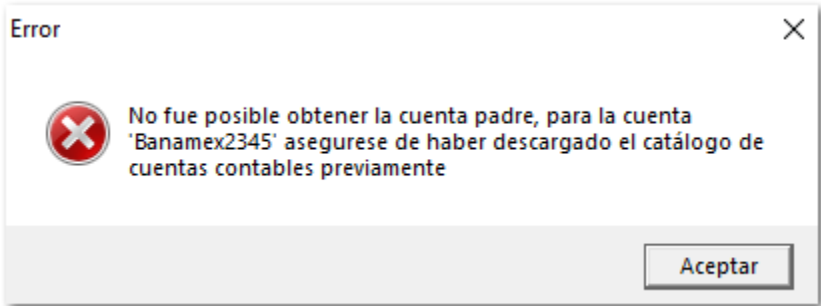 Error
No fue posible obtener la cuenta padre, para la cuenta
'Banamex2345' asegurese de haber descargado el catálogo de
cuentas contables previamente
Aceptar